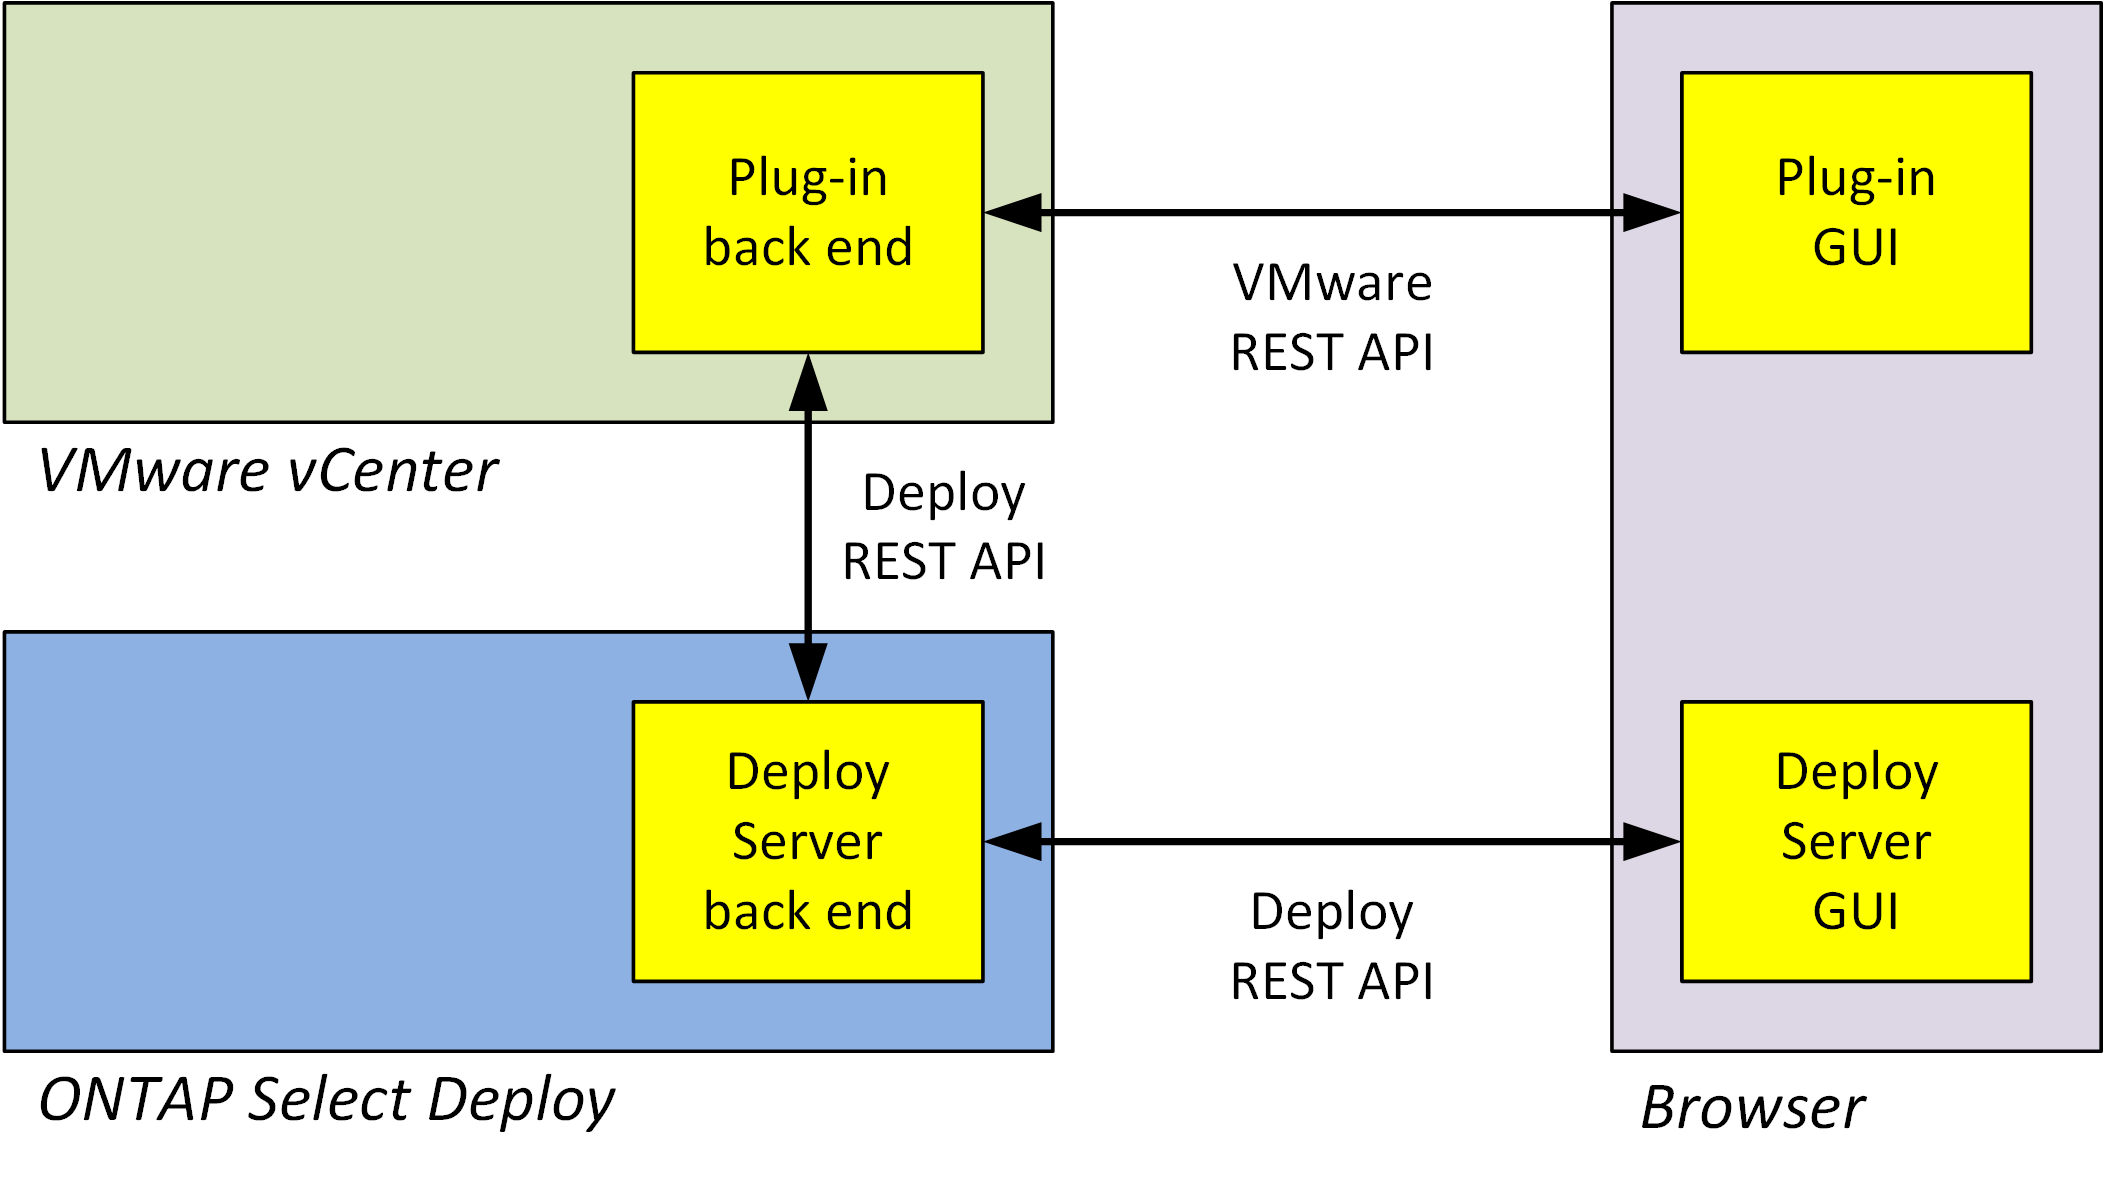 Plug-in
back end
Plug-in
GUI
VMware
REST API
VMware vCenter
Deploy
REST API
Deploy
Server
back end
Deploy
Server
GUI
Deploy
REST API
ONTAP Select Deploy
Browser